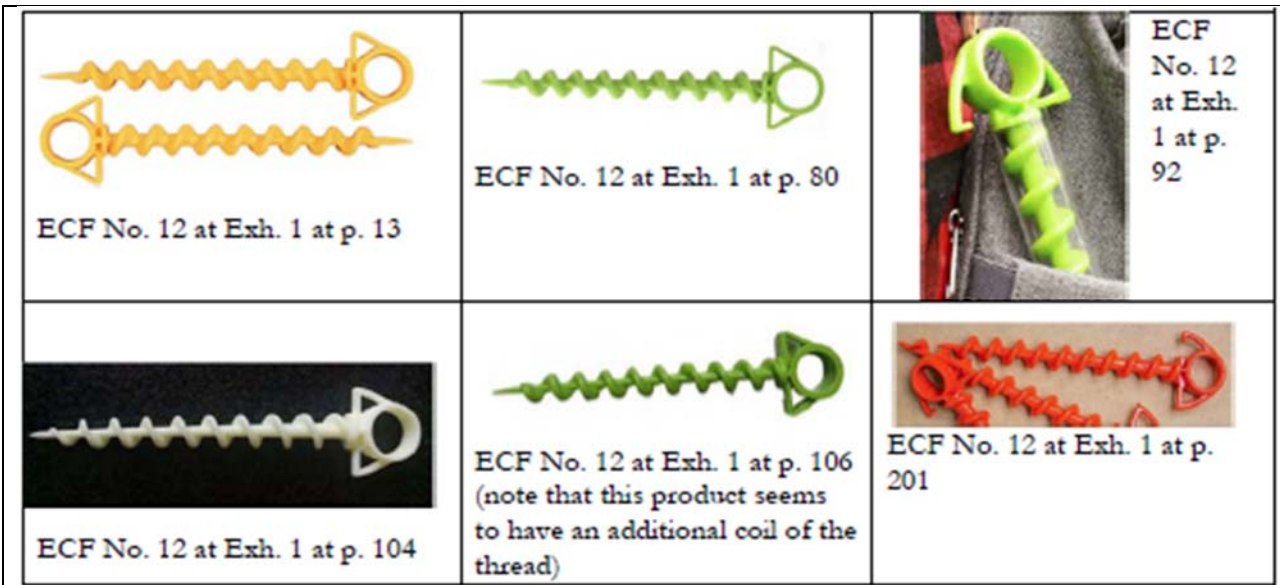 ECF No. 12 at Exh. 1 at p. 13
ECF No. 12 at Exh. 1 at p. 80
ECF
No. 12
at Exh.
1 at p.
92
ECF No. 12 at Exh. 1 at p. 104
ECF No. 12 at Exh. 1 at p. 106
(note that this product seems
to have an additional coil of the
thread)
ECF No. 12 at Exh. 1 at p.
201